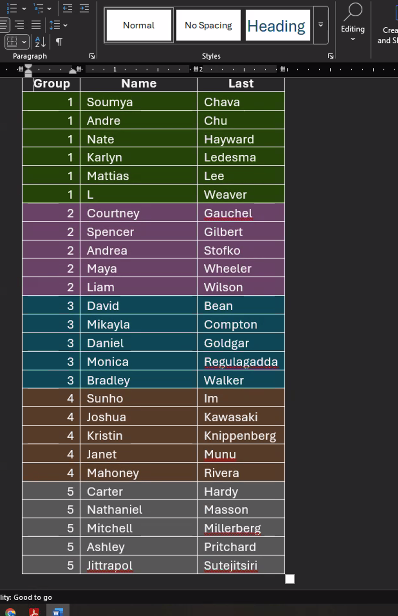 Normal No Spacing Heading
Editing
Paragraph Styles
1 2
Group Name Last
1 Soumya Chava
1 Andre Chu
1 Nate Hayward
1 Karlyn Ledesma
1 Mattias Lee
1 L Weaver
2 Courtney Gauchel
2 Spencer Gilbert
2 Andrea Stofko
2 Maya Wheeler
2 Liam Wilson
3 David Bean
3 Mikayla Compton
3 Daniel Goldgar
3 Monica Regulagadda
3 Bradley Walker
4 Sunho Im
4 Joshua Kawasaki
4 Kristin Knippenberg
4 Janet Munu
4 Mahoney Rivera
5 Carter Hardy
5 Nathaniel Masson
5 Mitchell Millerberg
5 Ashley Pritchard
5 Jittrapol Sutejitsiri
lity: Good to go